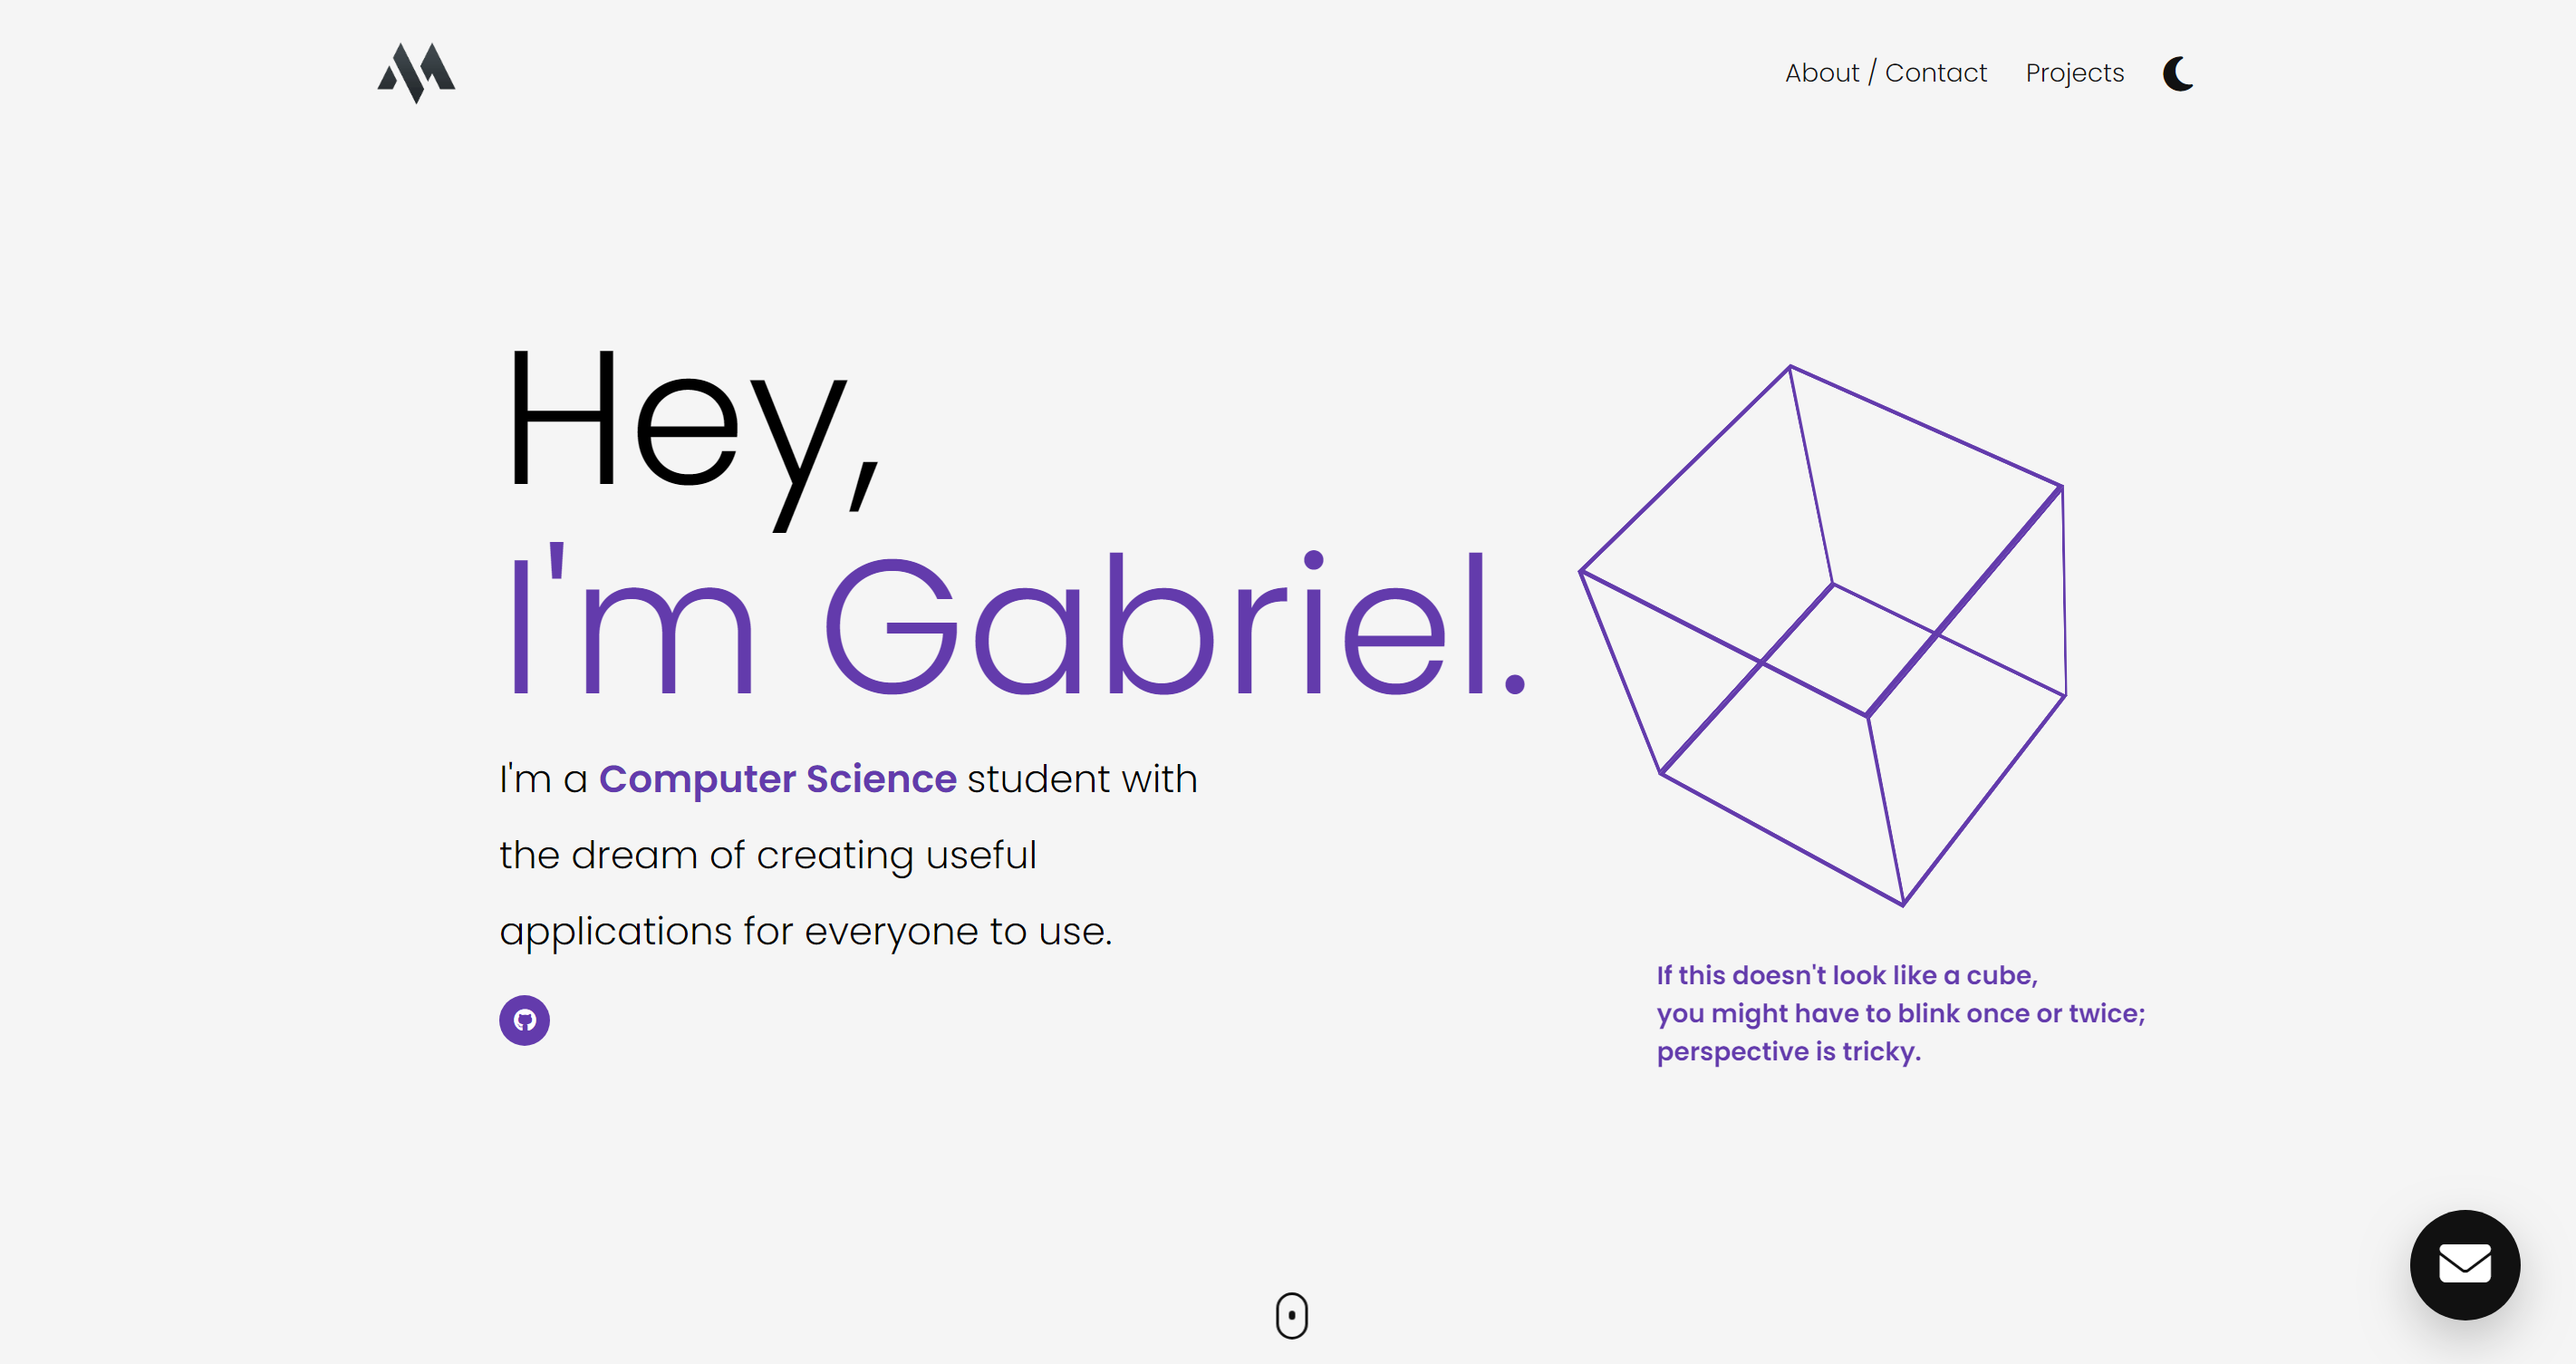 About / Contact
Projects
Hey,
I'm Gabriel.
I'm a Computer Science student with
the dream of creating useful
applications for everyone to use.
If this doesn't look like a cube,
you might have to blink once or twice;
perspective is tricky.